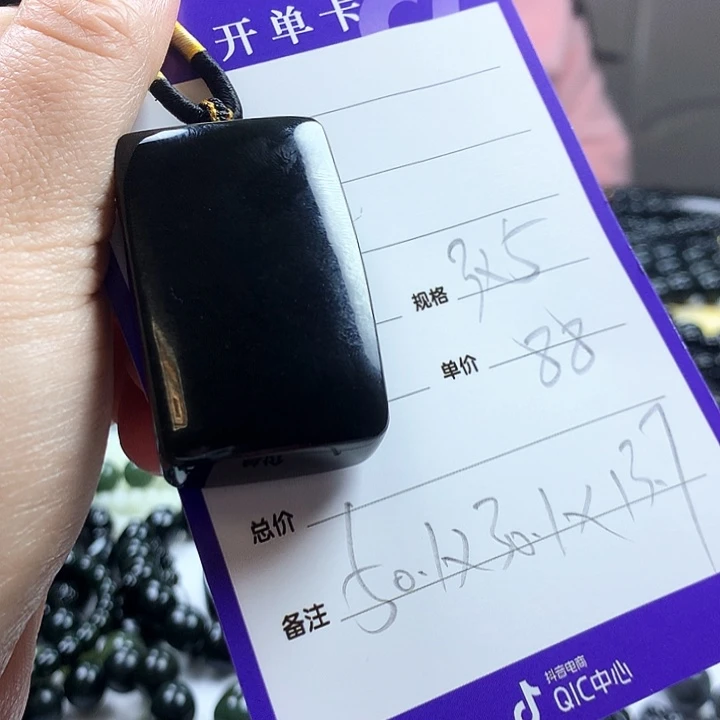 开单卡
规格 3x5
单价 88
总价
备注 50.1x30.1x13.7
抖音电商
QIC中心